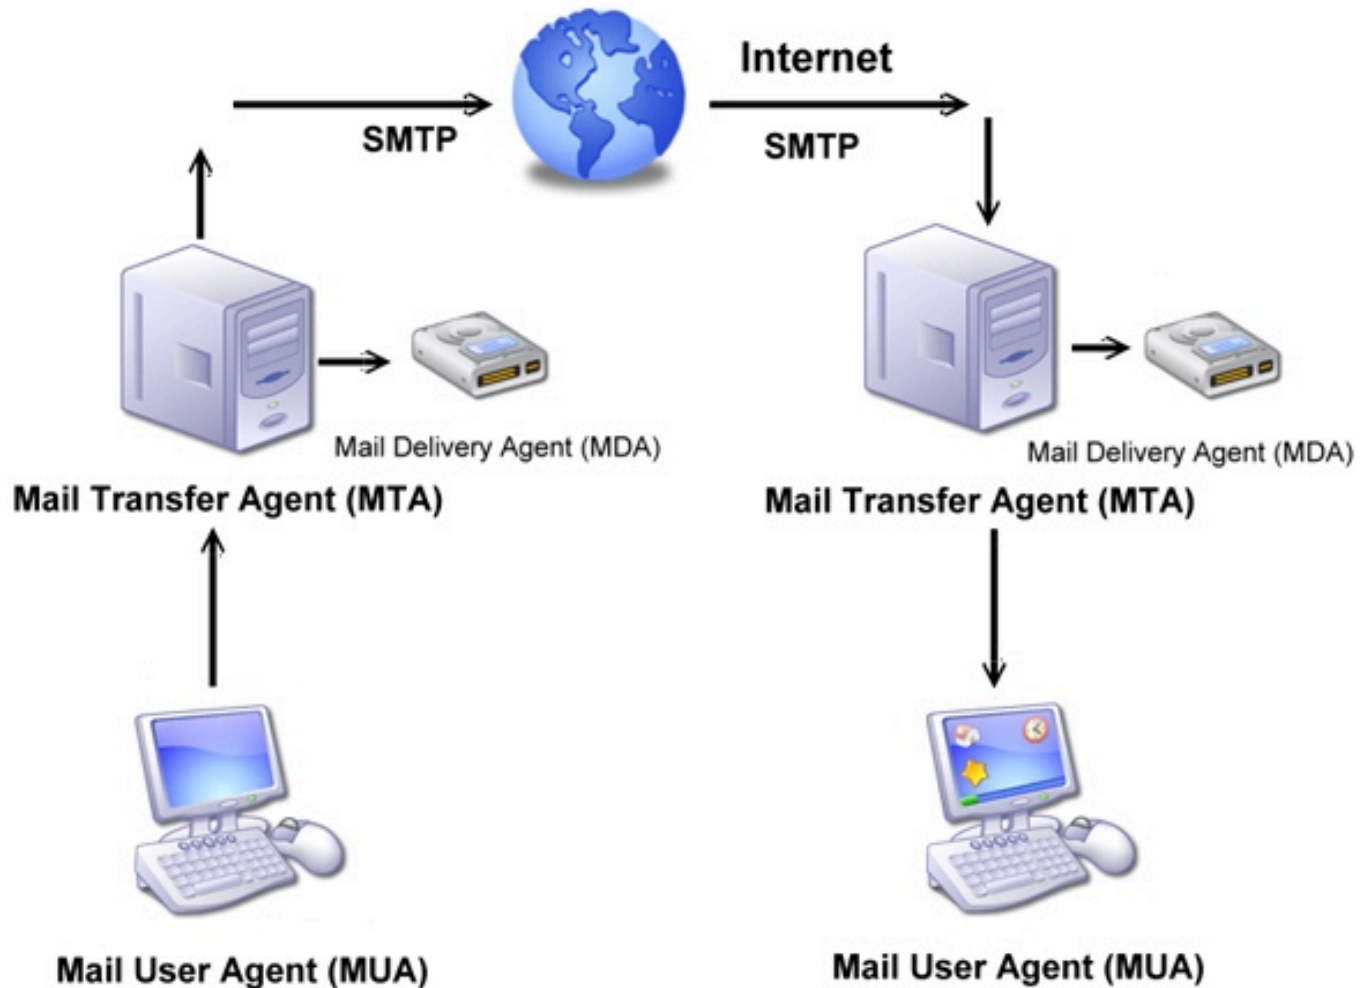 Internet
SMTP
SMTP
Mail Delivery Agent (MDA)
Mail Delivery Agent (MDA)
Mail Transfer Agent (MTA)
Mail Transfer Agent (MTA)
Mail User Agent (MUA)
Mail User Agent (MUA)